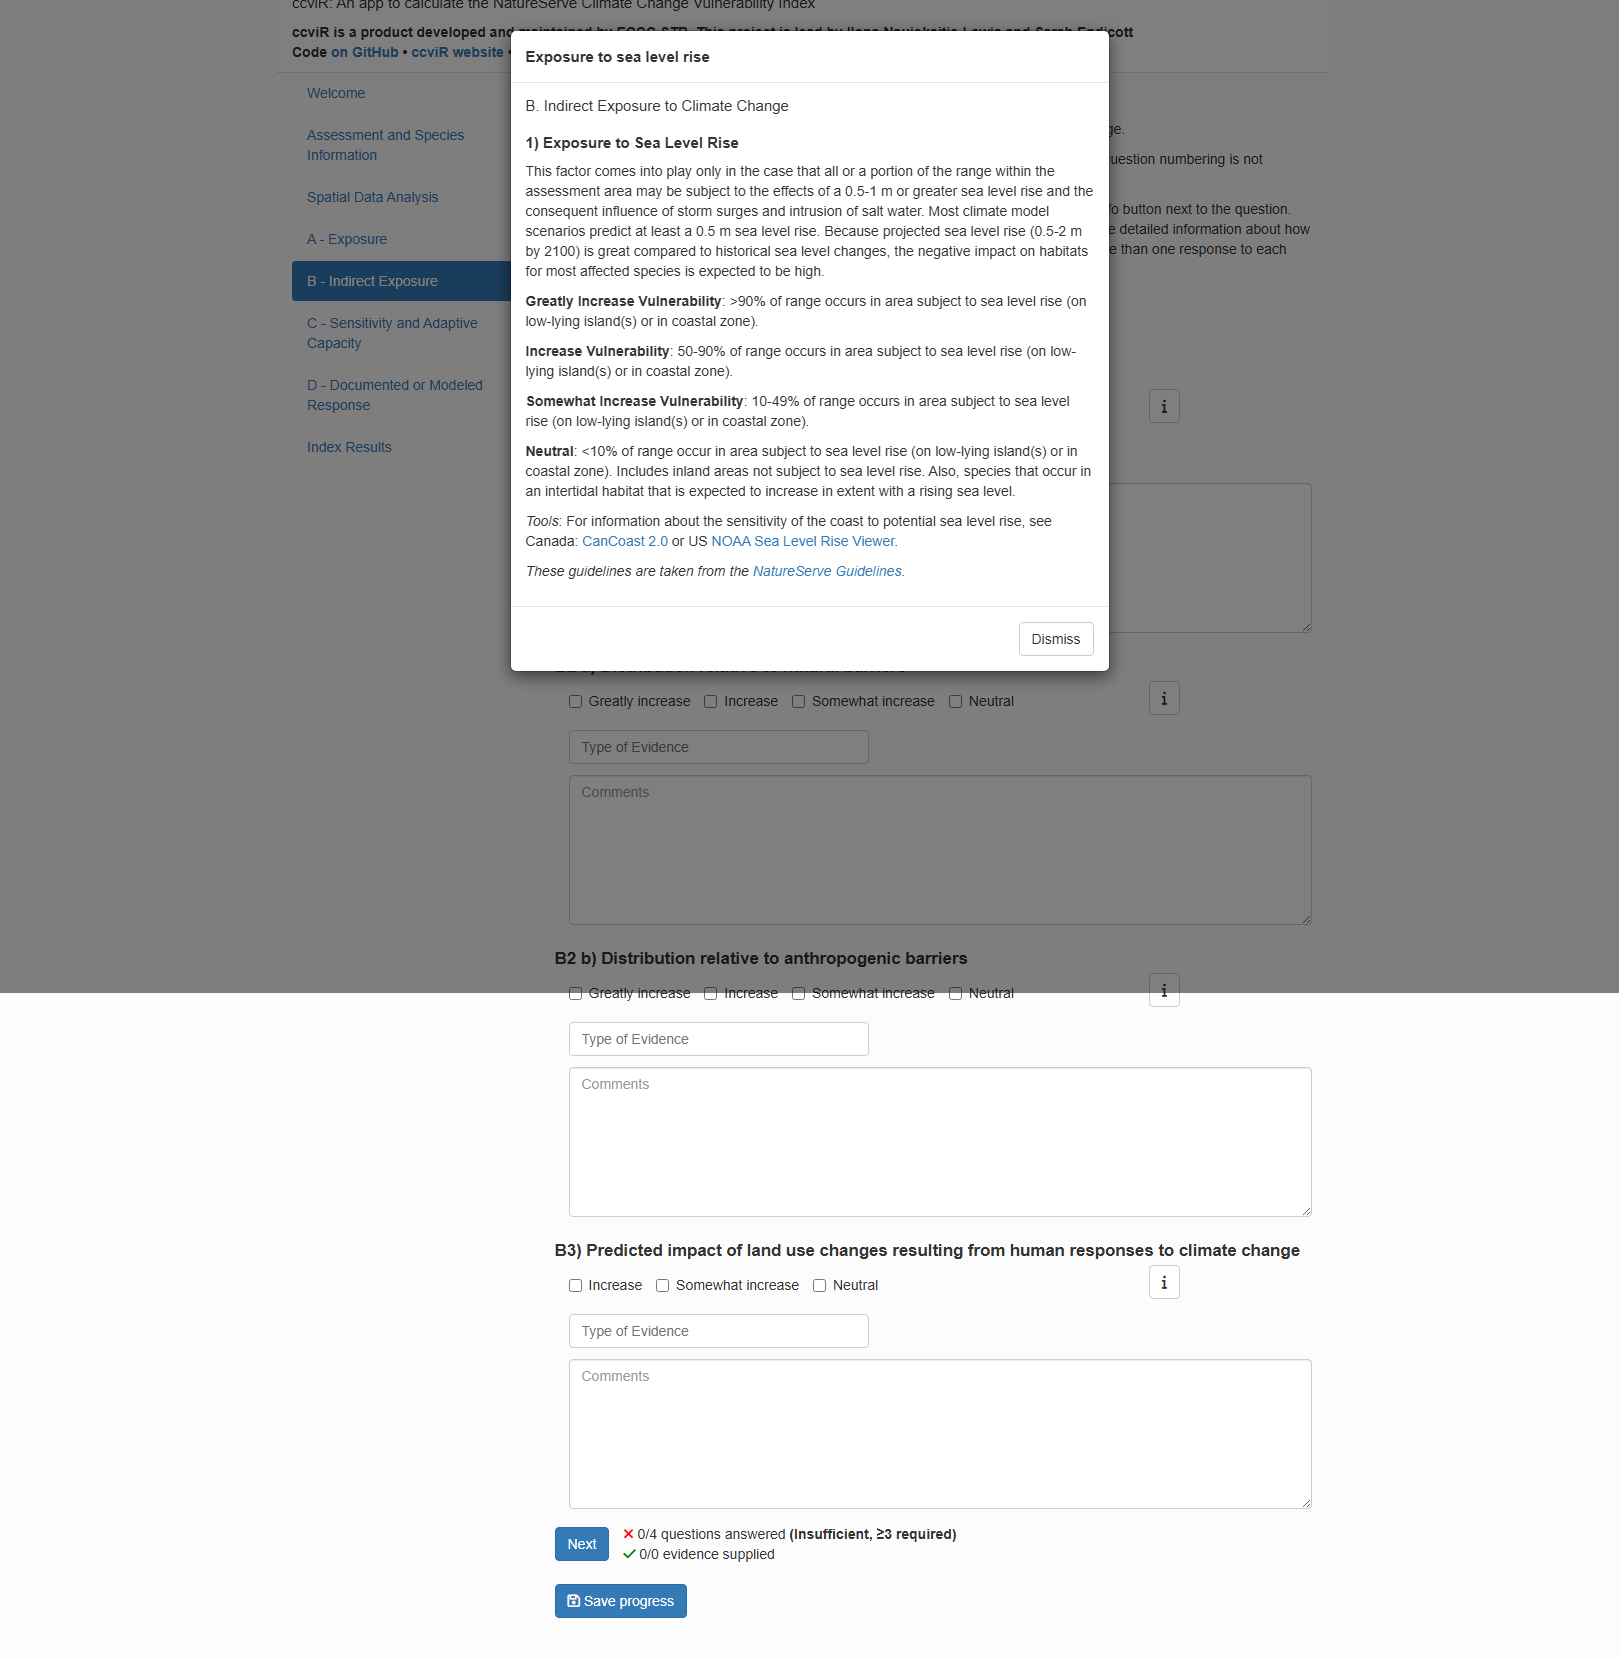 ccviR: An app to calculate the NatureServe Climate Change Vulnerability Index
ccviR is a product developed and maintained by ECCC STB. This project is lead by Ilona Naujokaitis-Lewis and Sarah Endicott
Code on GitHub • ccviR website •
Welcome
Assessment and Species
Information
Spatial Data Analysis
A - Exposure
B - Indirect Exposure
C - Sensitivity and Adaptive
Capacity
D - Documented or Modeled
Response
Index Results
Exposure to sea level rise
B. Indirect Exposure to Climate Change
1) Exposure to Sea Level Rise
This factor comes into play only in the case that all or a portion of the range within the
assessment area may be subject to the effects of a 0.5-1 m or greater sea level rise and the
consequent influence of storm surges and intrusion of salt water. Most climate model
scenarios predict at least a 0.5 m sea level rise. Because projected sea level rise (0.5-2 m
by 2100) is great compared to historical sea level changes, the negative impact on habitats
for most affected species is expected to be high.
Greatly Increase Vulnerability: >90% of range occurs in area subject to sea level rise (on
low-lying island(s) or in coastal zone).
Increase Vulnerability: 50-90% of range occurs in area subject to sea level rise (on low-
lying island(s) or in coastal zone).
Somewhat Increase Vulnerability: 10-49% of range occurs in area subject to sea level
rise (on low-lying island(s) or in coastal zone).
Neutral: <10% of range occur in area subject to sea level rise (on low-lying island(s) or in
coastal zone). Includes inland areas not subject to sea level rise. Also, species that occur in
an intertidal habitat that is expected to increase in extent with a rising sea level.
Tools: For information about the sensitivity of the coast to potential sea level rise, see
Canada: CanCoast 2.0 or US NOAA Sea Level Rise Viewer.
These guidelines are taken from the NatureServe Guidelines.
Dismiss
ge.
uestion numbering is not
fo button next to the question.
e detailed information about how
e than one response to each
i
Greatly increase Increase Somewhat increase Neutral
i
Type of Evidence
Comments
B2 b) Distribution relative to anthropogenic barriers
Greatly increase Increase Somewhat increase Neutral
i
Type of Evidence
Comments
B3) Predicted impact of land use changes resulting from human responses to climate change
Increase Somewhat increase Neutral
i
Type of Evidence
Comments
Next
0/4 questions answered (Insufficient, ≥3 required)
0/0 evidence supplied
Save progress